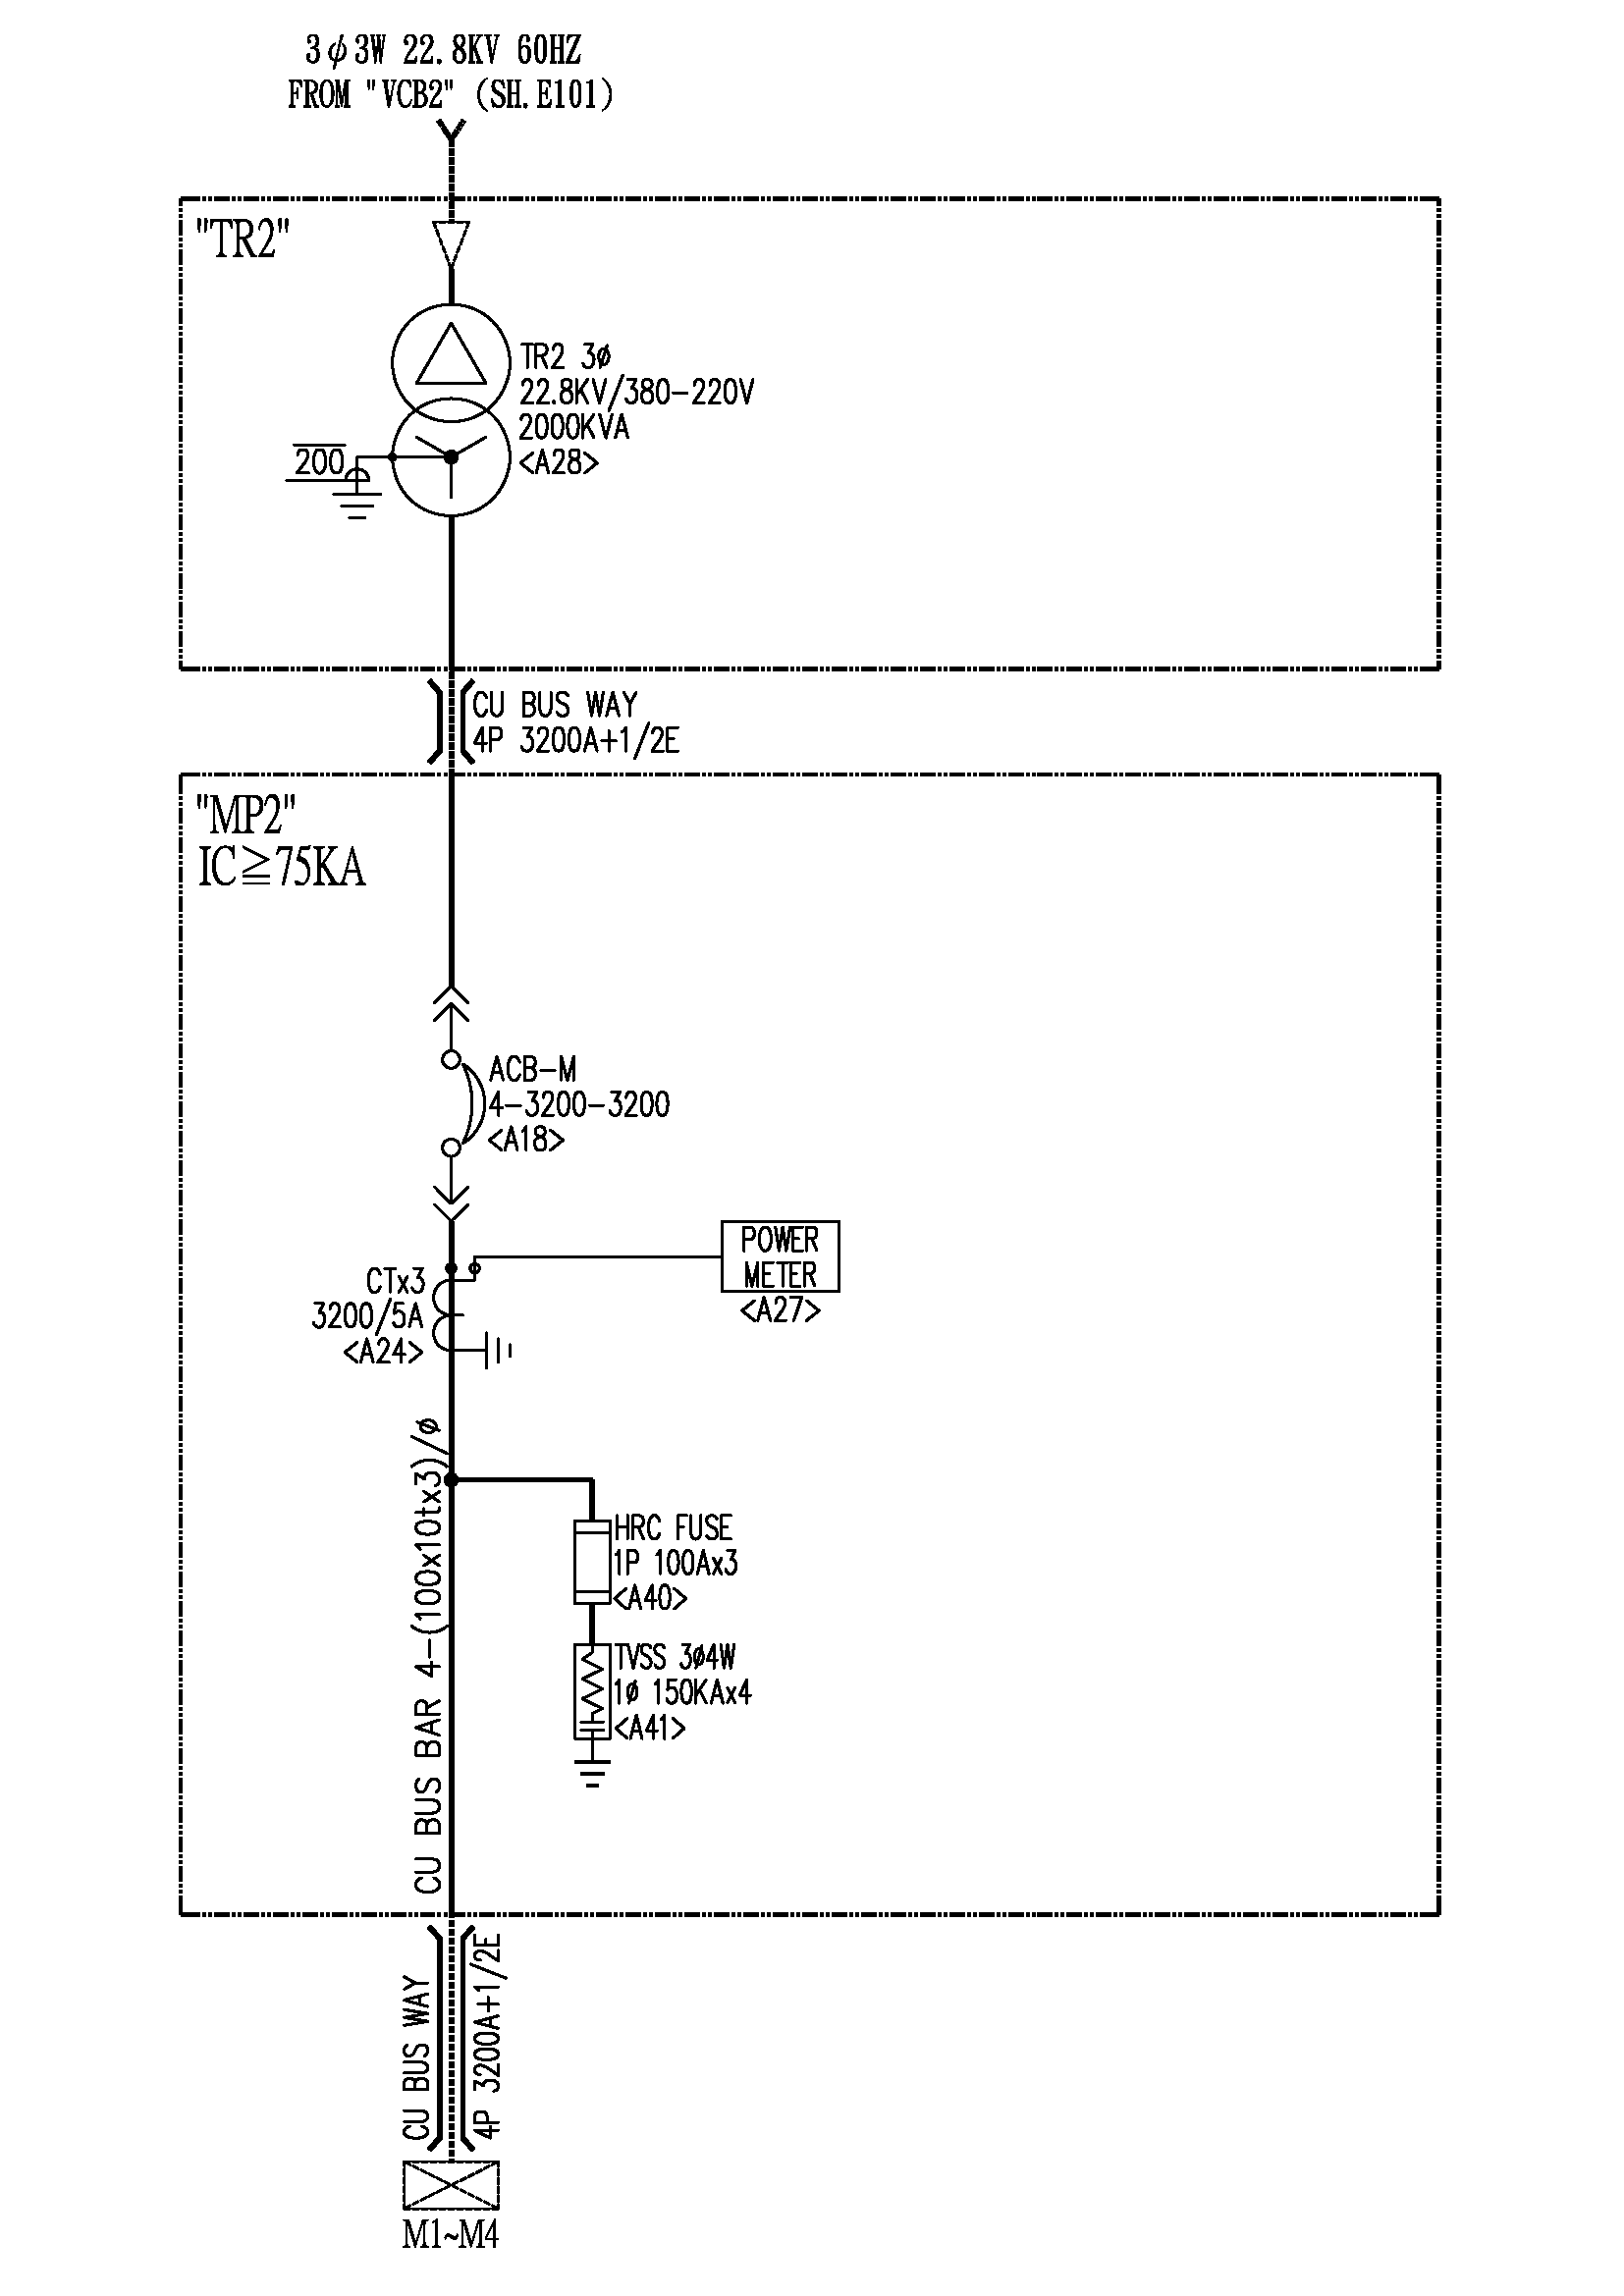 3φ3W 22.8KV 60HZ
FROM "VCB2" (SH.E101)
"TR2"
TR2 3ø
22.8KV/380-220V
2000KVA
<A28>
200
CU BUS WAY
4P 3200A+1/2E
"MP2"
IC≧75KA
ACB-M
4-3200-3200
<A18>
POWER
METER
<A27>
CTx3
3200/5A
<A24>
CU BUS BAR 4-(100x10tx3)/ø
HRC FUSE
1P 100Ax3
<A40>
TVSS 3ø4W
1ø 150KAx4
<A41>
CU BUS WAY
4P 3200A+1/2E
M1~M4